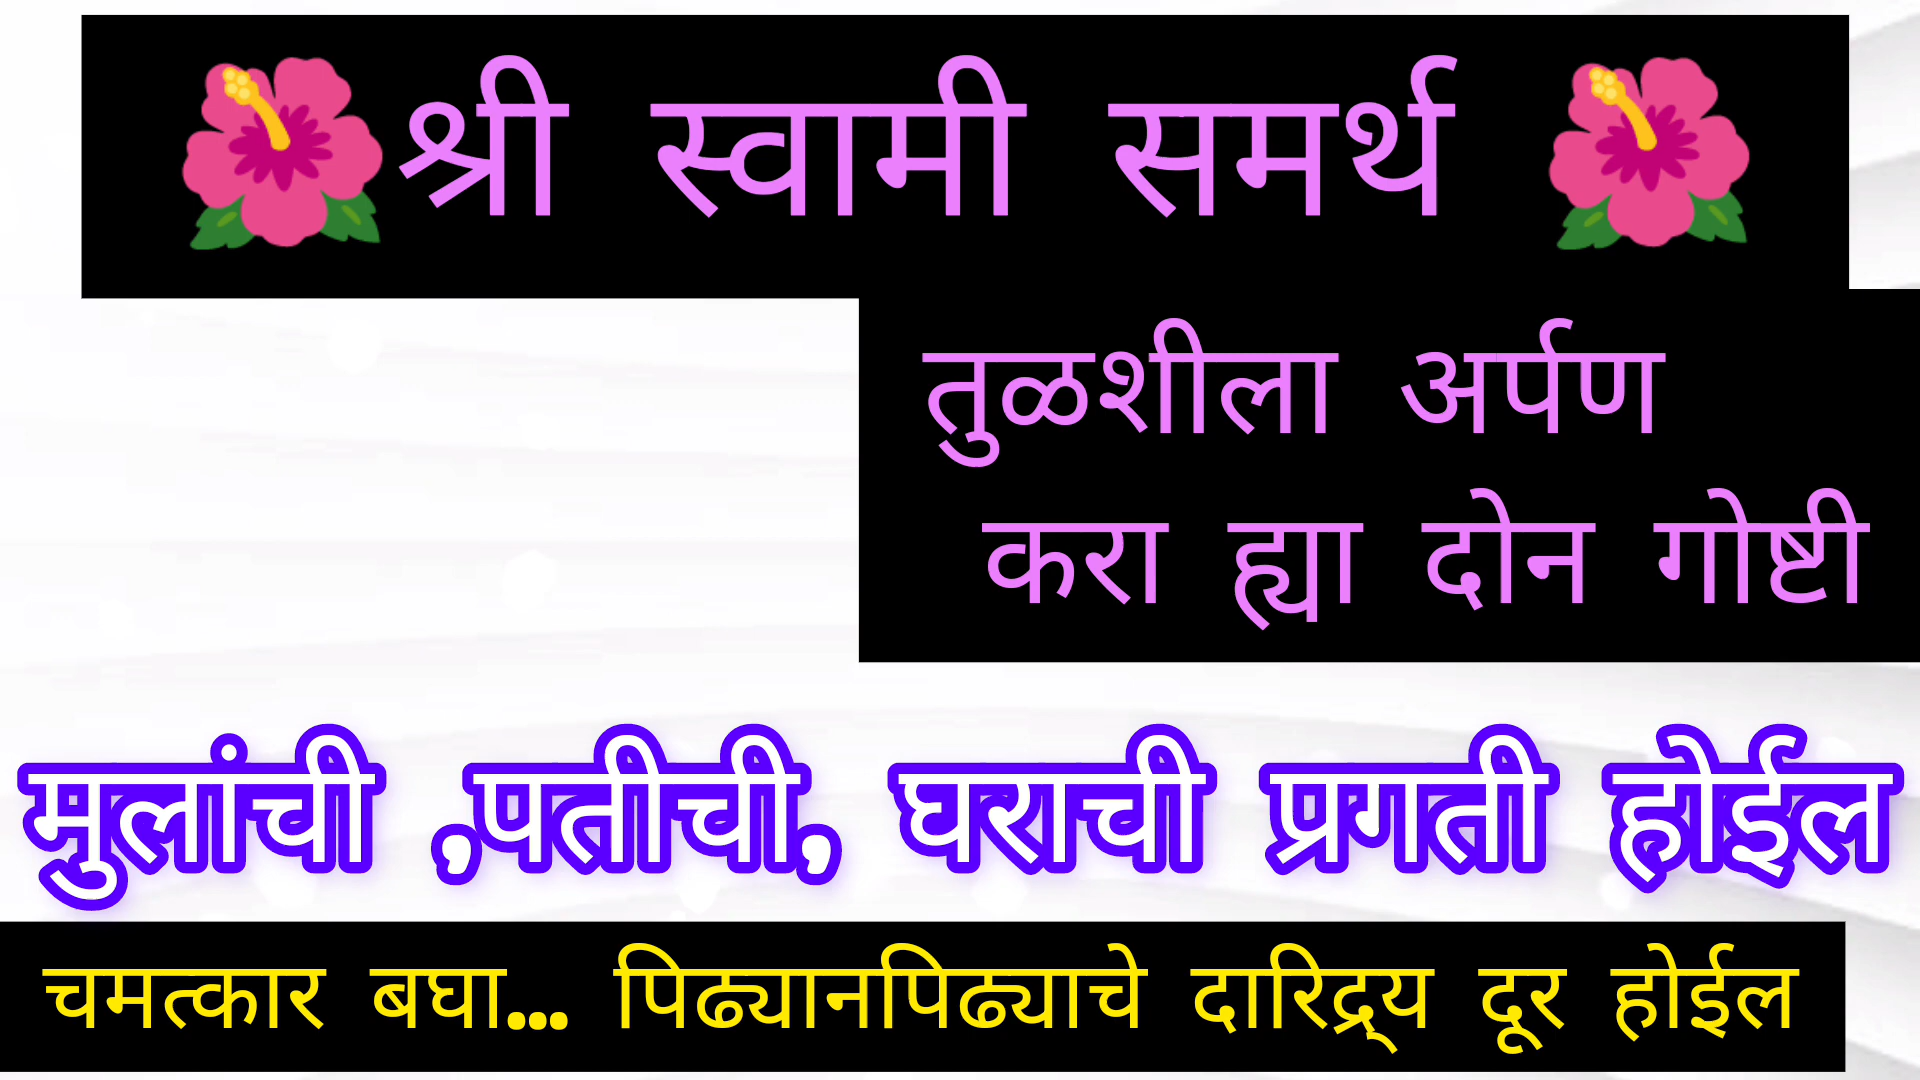 🌺श्री स्वामी समर्थ 🌺
तुळशीला अर्पण
करा ह्या दोन गोष्टी
मुलांची ,पतीची, घराची प्रगती होईल
चमत्कार बघा... पिढ्यानपिढ्याचे दारिद्र्य दूर होईल